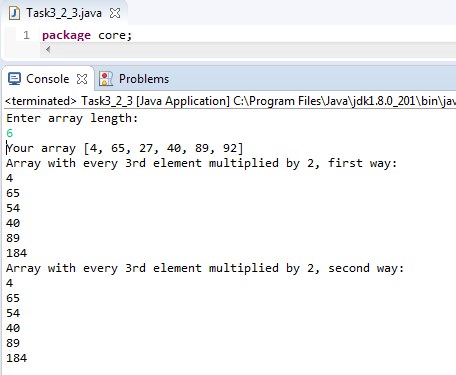 Task3_2_3.java
1 package core;
Console Problems
<terminated> Task3_2_3 [Java Application] C:\Program Files\Java\jdk1.8.0_201\bin\jav
Enter array length:
6
Your array [4, 65, 27, 40, 89, 92]
Array with every 3rd element multiplied by 2, first way:
4
65
54
40
89
184
Array with every 3rd element multiplied by 2, second way:
4
65
54
40
89
184